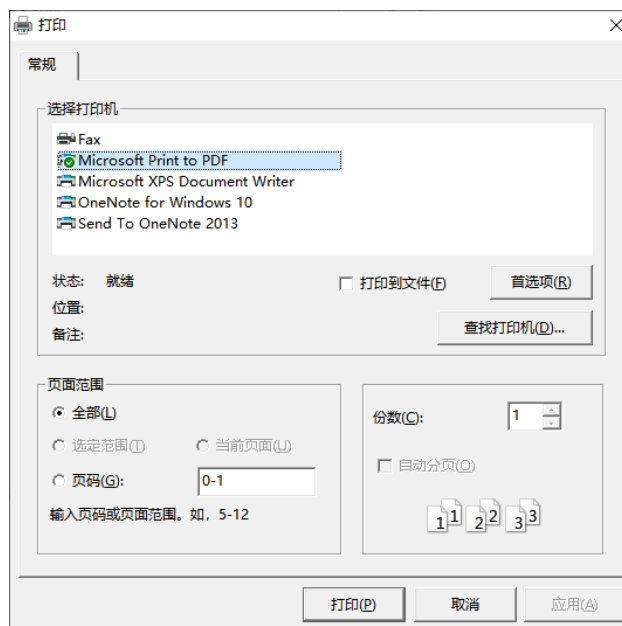 打印
常规
选择打印机
Fax
Microsoft Print to PDF
Microsoft XPS Document Writer
OneNote for Windows 10
Send To OneNote 2013
状态: 就绪
打印到文件(F)
首选项(R)
位置:
备注:
查找打印机(D)...
页面范围
全部(L)
选定范围(T) 当前页面(U)
页码(G): 0-1
输入页码或页面范围。如, 5-12
份数(C): 1
自动分页(O)
1 1 2 2 3 3
打印(P) 取消 应用(A)